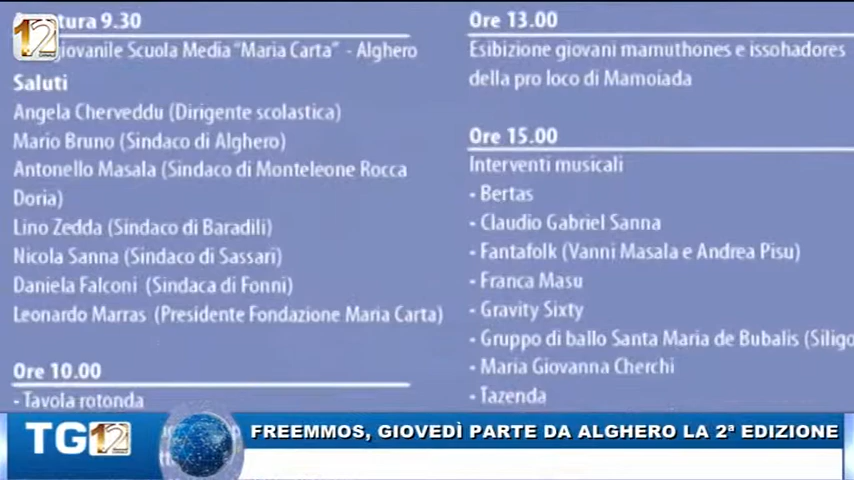 tura 9.30
giovanile Scuola Media "Maria Carta" - Alghero
Saluti
Angela Cherveddu (Dirigente scolastica)
Mario Bruno (Sindaco di Alghero)
Antonello Masala (Sindaco di Monteleone Rocca
Doria)
Lino Zedda (Sindaco di Baradili)
Nicola Sanna (Sindaco di Sassari)
Daniela Falconi (Sindaca di Fonni)
Leonardo Marras (Presidente Fondazione Maria Carta)
Ore 10.00
- Tavola rotonda
Ore 13.00
Esibizione giovani mamuthones e issohadores
della pro loco di Mamoiada
Ore 15.00
Interventi musicali
- Bertas
- Claudio Gabriel Sanna
- Fantafolk (Vanni Masala e Andrea Pisu)
- Franca Masu
- Gravity Sixty
- Gruppo di ballo Santa Maria de Bubalis (Siligo
- Maria Giovanna Cherchi
- Tazenda
12
TG12
FREEMMOS, GIOVEDÌ PARTE DA ALGHERO LA 2ª EDIZIONE